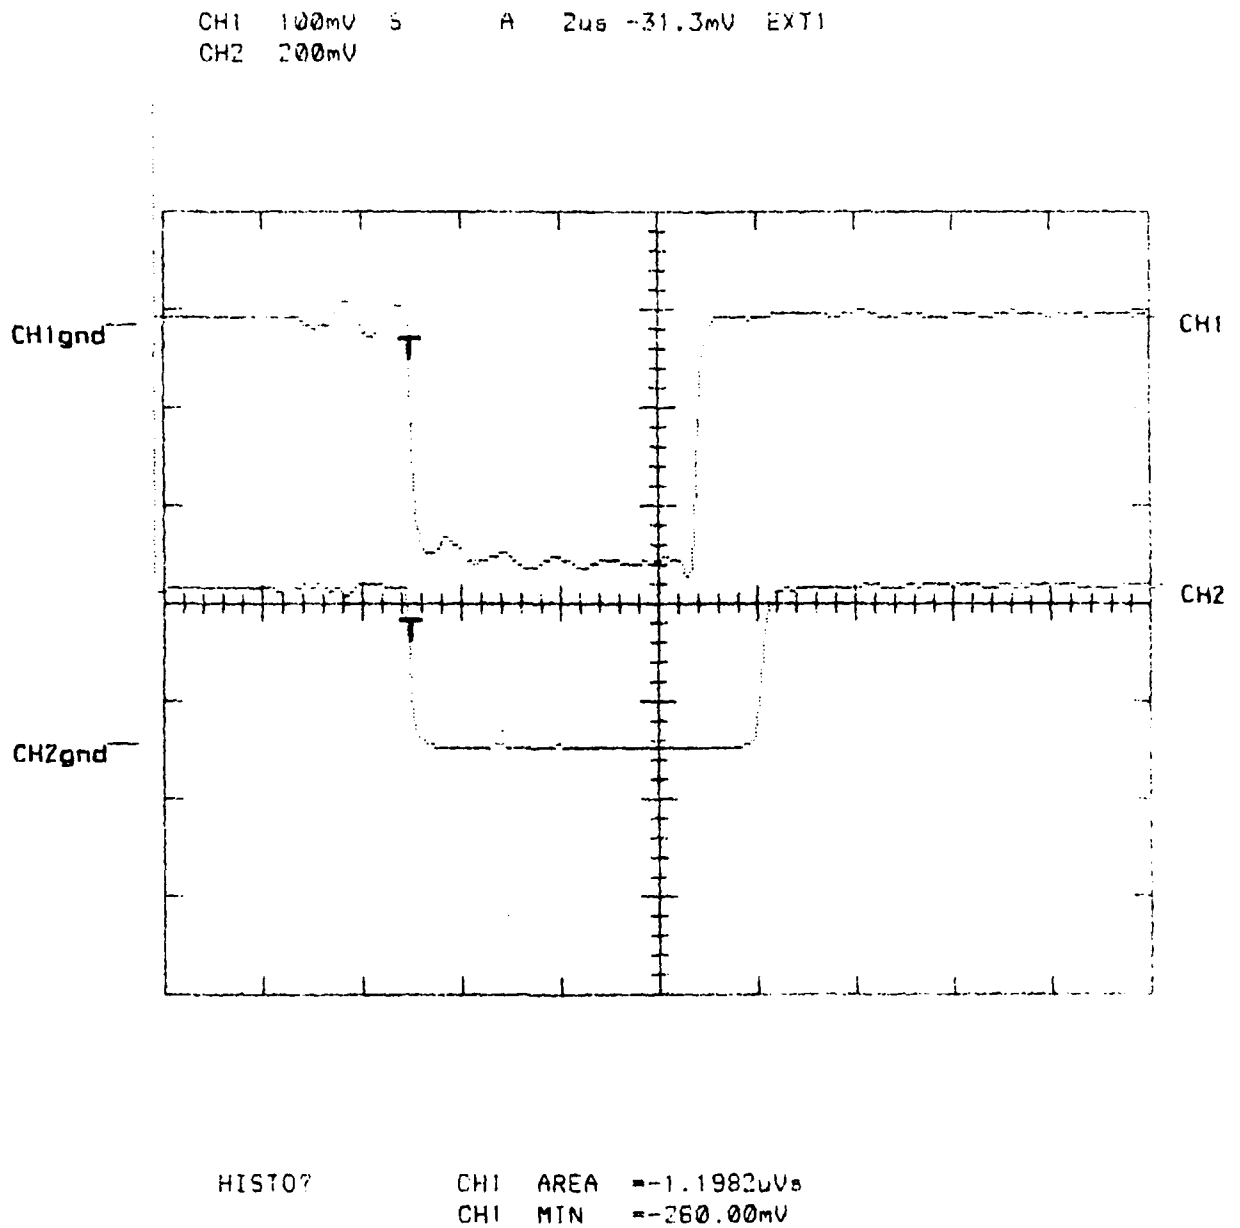 CH1 100mV S A 2us -31.3mV EXT1
CH2 200mV
CH1gnd
CH1
T
CH2
T
CH2gnd
HISTO?
CH1 AREA =-1.1982uVs
CH1 MIN =-260.00mV